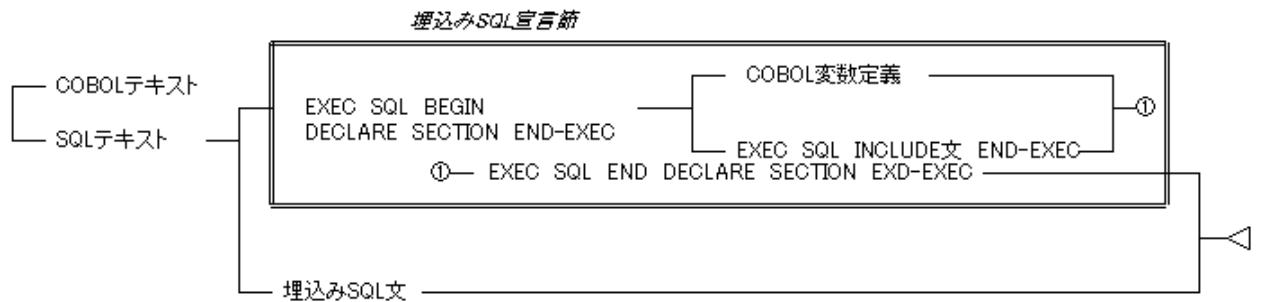 埋込みSQL宣言節
COBOLテキスト
SQLテキスト
EXEC SQL BEGIN
DECLARE SECTION END-EXEC
COBOL変数定義
①
EXEC SQL INCLUDE文 END-EXEC
① EXEC SQL END DECLARE SECTION EXD-EXEC
埋込みSQL文